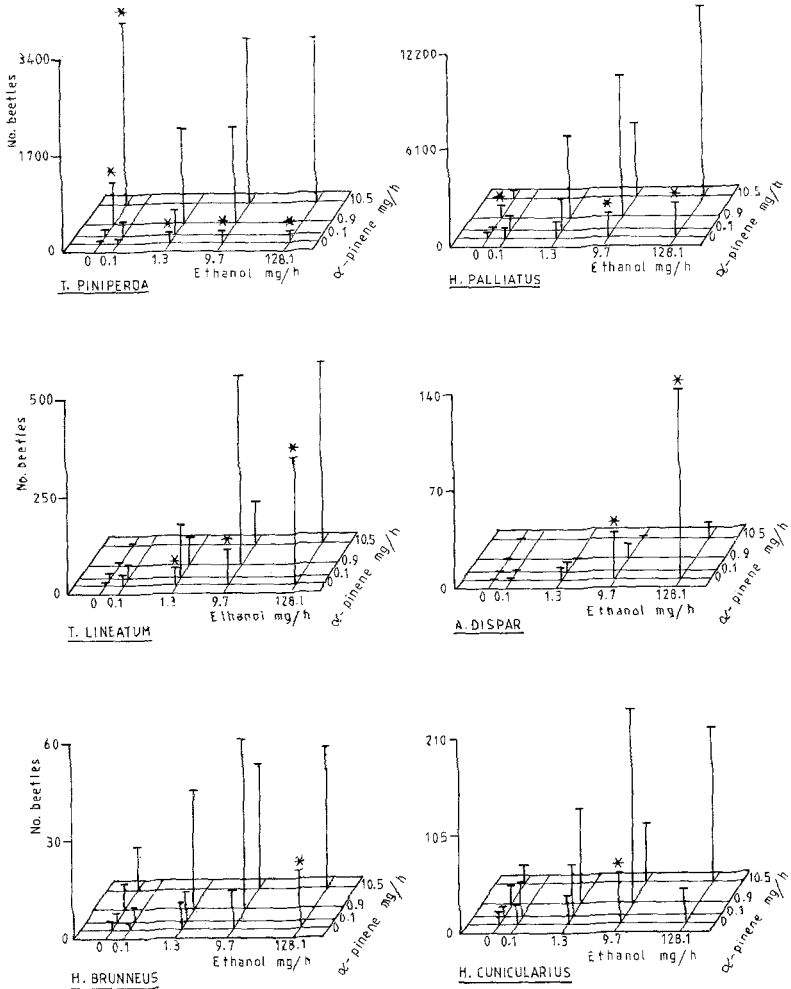 3400
1700
0
No. beetles
0 0.1 1.3 9.7 128.1
Ethanol mg/h
0 0.1 0.9 10.5
α-pinene mg/h
T. PINIPERDA
12200
6100
0
0 0.1 1.3 9.7 128.1
Ethanol mg/h
0 0.1 0.9 10.5
α-pinene mg/h
H. PALLIATUS
500
250
0
No. beetles
0 0.1 1.3 9.7 128.1
Ethanol mg/h
0 0.1 0.9 10.5
α-pinene mg/h
T. LINEATUM
140
70
0
0 0.1 1.3 9.7 128.1
Ethanol mg/h
0 0.1 0.9 10.5
α-pinene mg/h
A. DISPAR
60
30
0
No. beetles
0 0.1 1.3 9.7 128.1
Ethanol mg/h
0 0.1 0.9 10.5
α-pinene mg/h
H. BRUNNEUS
210
105
0
0 0.1 1.3 9.7 128.1
Ethanol mg/h
0 0.1 0.9 10.5
α-pinene mg/h
H. CUNICULARIUS